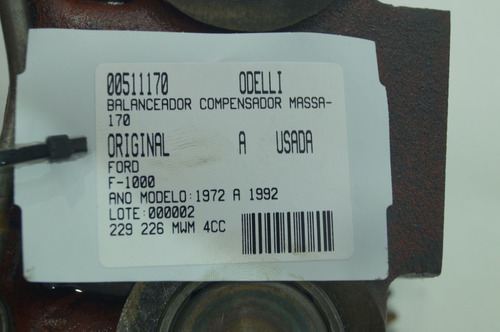 00511170 ODELLI
BALANCEADOR COMPENSADOR MASSA-
170
ORIGINAL A USADA
FORD
F-1000
ANO MODELO:1972 A 1992
LOTE:000002
229 226 MWM 4CC